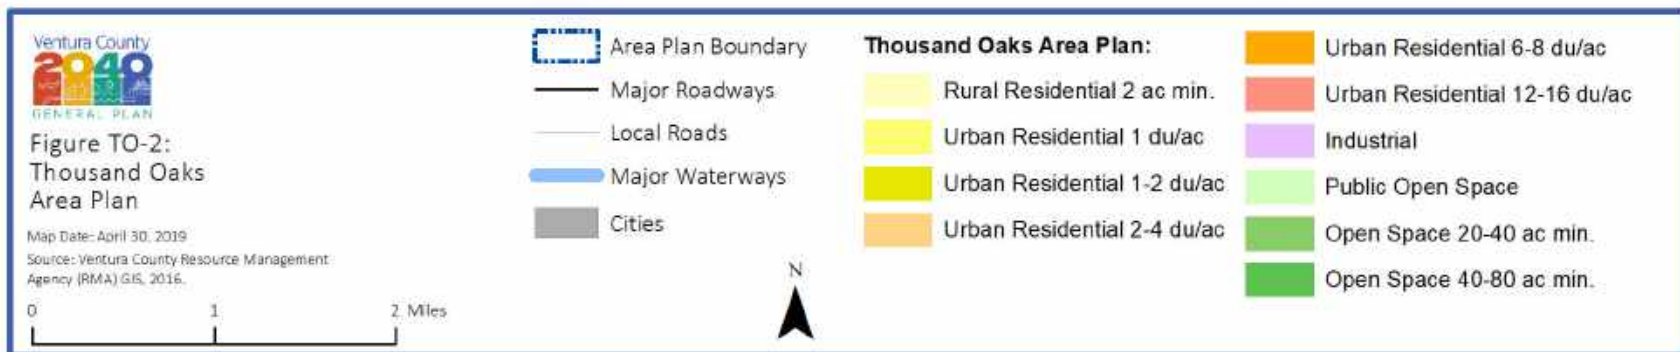 Ventura County
2040
GENERAL PLAN
Figure TO-2:
Thousand Oaks
Area Plan
Map Date: April 30, 2019
Source: Ventura County Resource Management
Agency (RMA) GIS, 2016.
0 1 2 Miles
Area Plan Boundary
Major Roadways
Local Roads
Major Waterways
Cities
N
Thousand Oaks Area Plan:
Rural Residential 2 ac min.
Urban Residential 1 du/ac
Urban Residential 1-2 du/ac
Urban Residential 2-4 du/ac
Urban Residential 6-8 du/ac
Urban Residential 12-16 du/ac
Industrial
Public Open Space
Open Space 20-40 ac min.
Open Space 40-80 ac min.